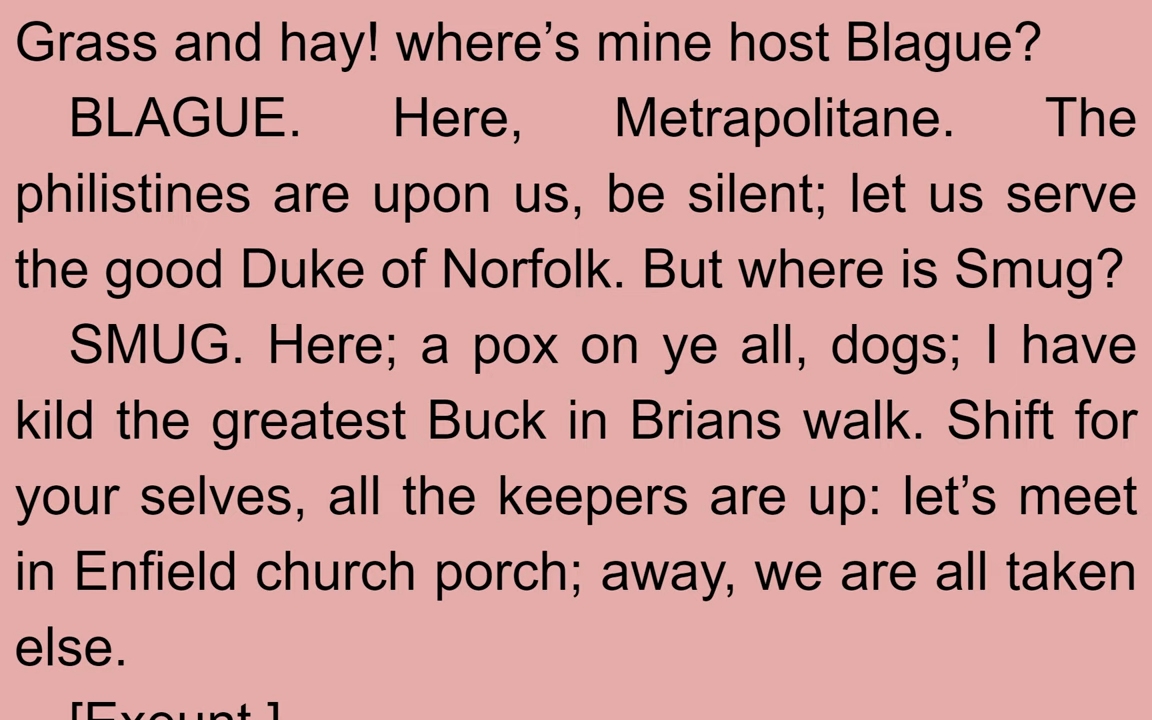 Grass and hay! where’s mine host Blague?
BLAGUE. Here, Metrapolitane. The
philistines are upon us, be silent; let us serve
the good Duke of Norfolk. But where is Smug?
SMUG. Here; a pox on ye all, dogs; I have
kild the greatest Buck in Brians walk. Shift for
your selves, all the keepers are up: let’s meet
in Enfield church porch; away, we are all taken
else.
[Exeunt.]